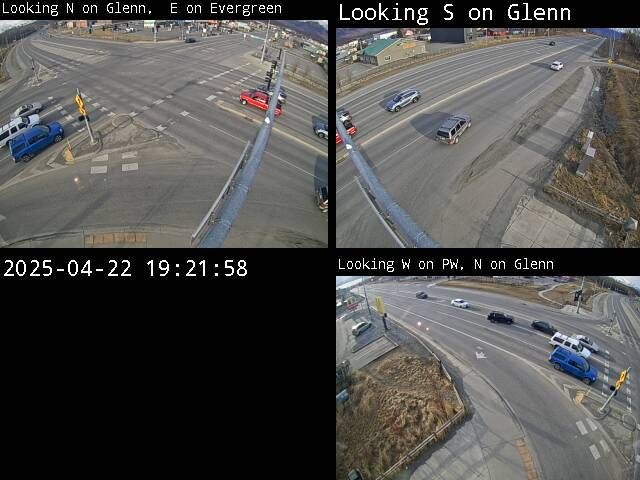 Looking N on Glenn,  E on Evergreen
Looking S on Glenn
2025-04-22 19:21:58
Looking W on PW, N on Glenn